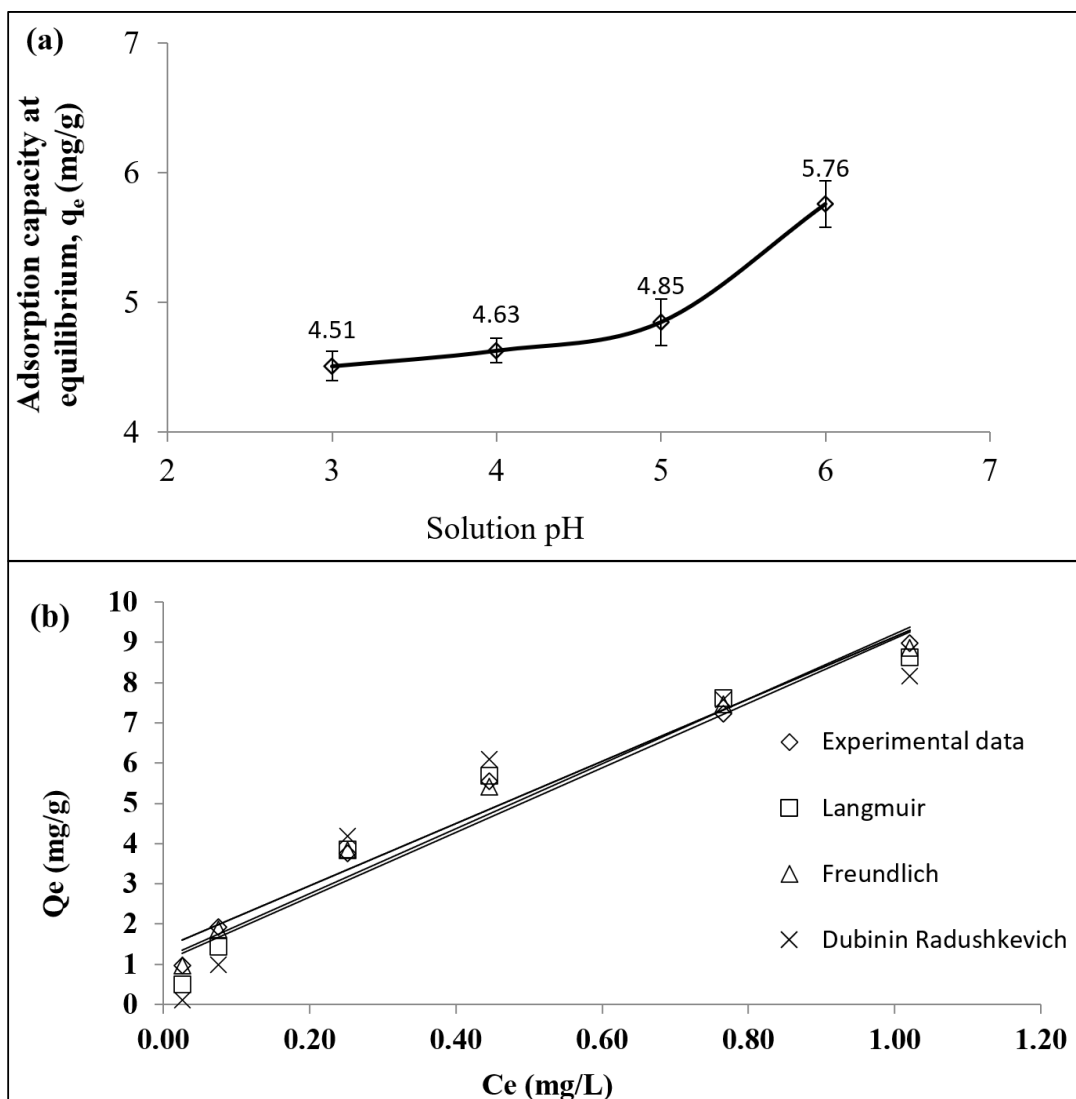 (a)
Adsorption capacity at
equilibrium, qₑ (mg/g)
7
6
5
4
5.76
4.85
4.63
4.51
2 3 4 5 6 7
Solution pH
(b)
Qe (mg/g)
10
9
8
7
6
5
4
3
2
1
0
Experimental data
Langmuir
Freundlich
Dubinin Radushkevich
0.00 0.20 0.40 0.60 0.80 1.00 1.20
Ce (mg/L)